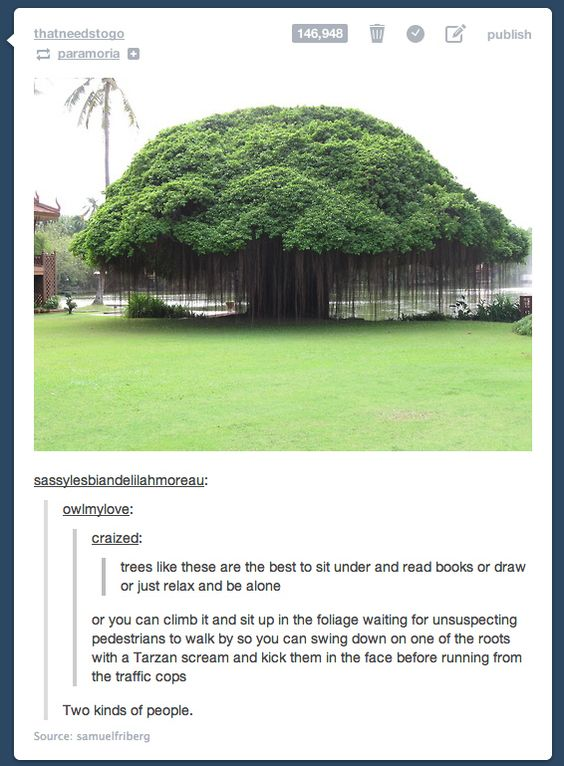 thatneedstogo
146,948
publish
paramoria
sassylesbiandelilahmoreau:
owlmylove:
craized:
trees like these are the best to sit under and read books or draw
or just relax and be alone
or you can climb it and sit up in the foliage waiting for unsuspecting
pedestrians to walk by so you can swing down on one of the roots
with a Tarzan scream and kick them in the face before running from
the traffic cops
Two kinds of people.
Source: samuelfriberg